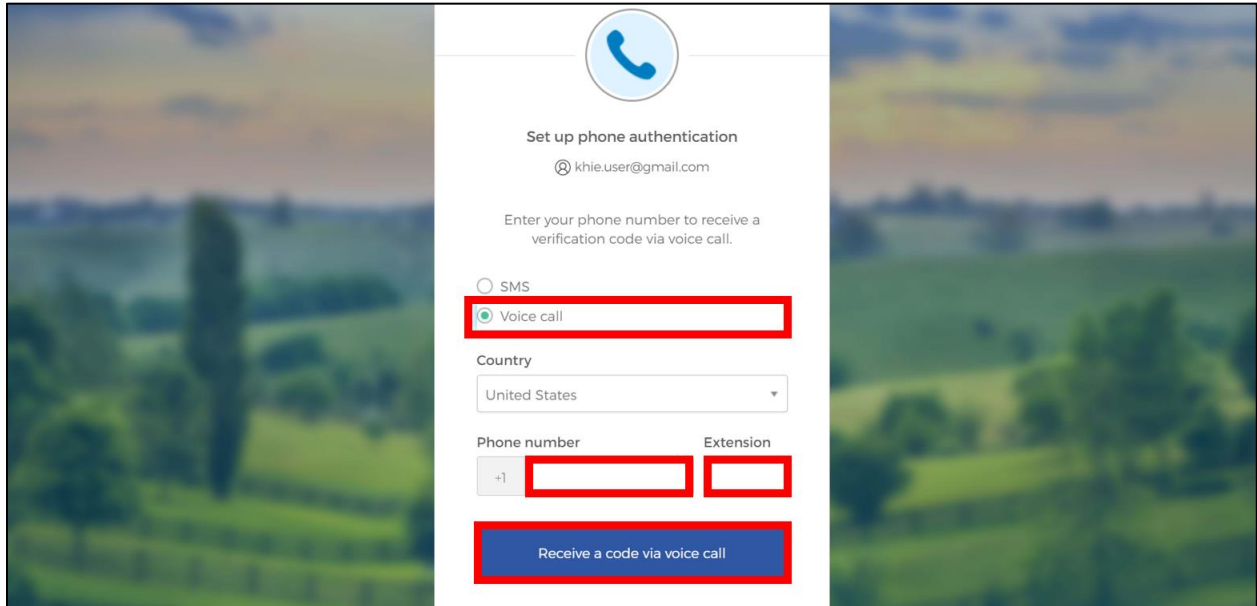 Set up phone authentication
khie.user@gmail.com
Enter your phone number to receive a
verification code via voice call.
SMS
Voice call
Country
United States
Phone number Extension
+1
Receive a code via voice call